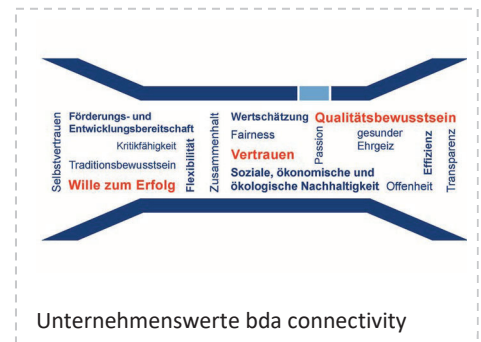 Selbstvertrauen
Förderungs- und
Entwicklungsbereitschaft
Kritikfähigkeit
Traditionsbewusstsein
Wille zum Erfolg
Flexibilität
Zusammenhalt
Wertschätzung
Qualitätsbewusstsein
Fairness
Vertrauen
Passion
gesunder
Ehrgeiz
Soziale, ökonomische und
ökologische Nachhaltigkeit
Offenheit
Effizienz
Transparenz
Unternehmenswerte bda connectivity